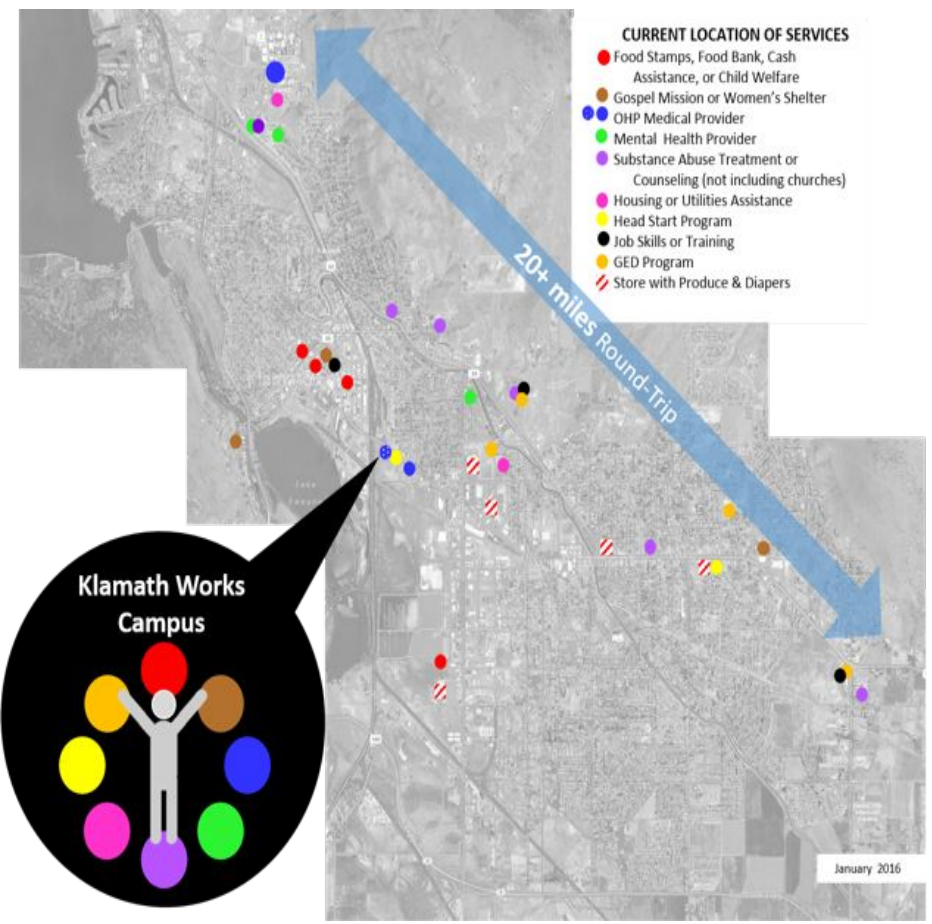 CURRENT LOCATION OF SERVICES
Food Stamps, Food Bank, Cash
Assistance, or Child Welfare
Gospel Mission or Women's Shelter
OHP Medical Provider
Mental Health Provider
Substance Abuse Treatment or
Counseling (not including churches)
Housing or Utilities Assistance
Head Start Program
Job Skills or Training
GED Program
Store with Produce & Diapers
20+ miles Round-Trip
Klamath Works
Campus
January 2016